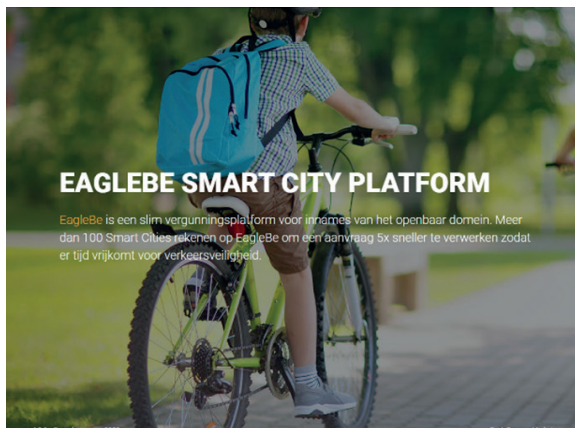 EAGLEBE SMART CITY PLATFORM
EagleBe is een slim vergunningsplatform voor innames van het openbaar domein. Meer
dan 100 Smart Cities rekenen op EagleBe om een aanvraag 5x sneller te verwerken zodat
er tijd vrijkomt voor verkeersveiligheid.